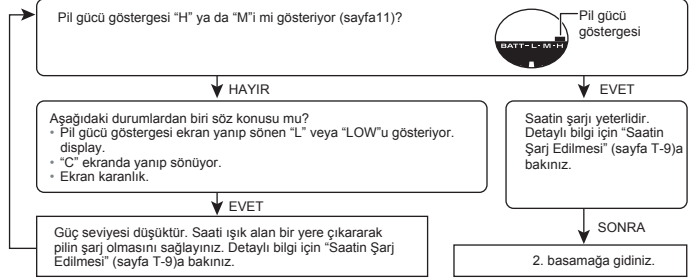 Pil gücü göstergesi “H” ya da “M”i mi gösteriyor (sayfa11)?
Pil gücü
göstergesi
BATT-L-M-H
HAYIR
EVET
Aşağıdaki durumlardan biri söz konusu mu?
• Pil gücü göstergesi ekran yanıp sönen “L” veya “LOW”u gösteriyor.
display.
• “C” ekranda yanıp sönüyor.
• Ekran karanlık.
Saatin şarjı yeterlidir.
Detaylı bilgi için “Saatin
Şarj Edilmesi” (sayfa T-9)a
bakınız.
EVET
SONRA
Güç seviyesi düşüktür. Saati ışık alan bir yere çıkararak
pilin şarj olmasını sağlayınız. Detaylı bilgi için “Saatin Şarj
Edilmesi” (sayfa T-9)a bakınız.
2. basamağa gidiniz.